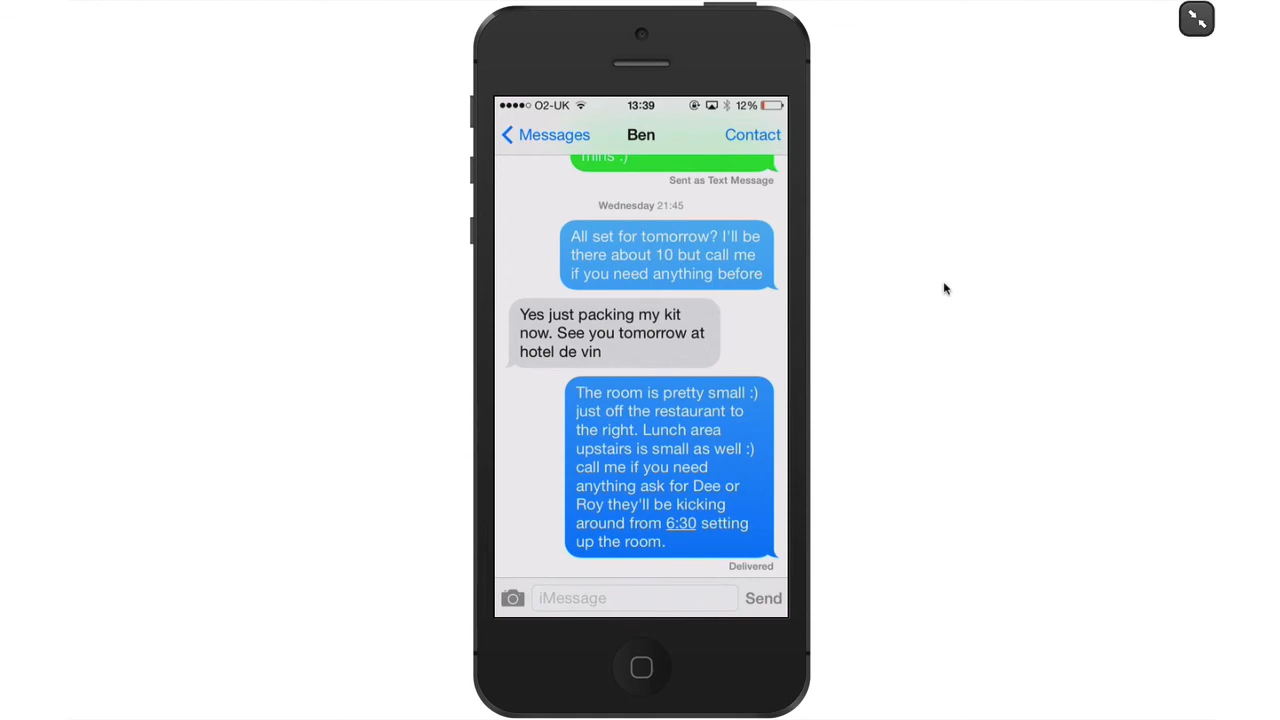 O2-UK 13:39 12%
Messages Ben Contact
mins :)
Sent as Text Message
Wednesday 21:45
All set for tomorrow? I'll be
there about 10 but call me
if you need anything before
Yes just packing my kit
now. See you tomorrow at
hotel de vin
The room is pretty small :)
just off the restaurant to
the right. Lunch area
upstairs is small as well :)
call me if you need
anything ask for Dee or
Roy they'll be kicking
around from 6:30 setting
up the room.
Delivered
iMessage Send